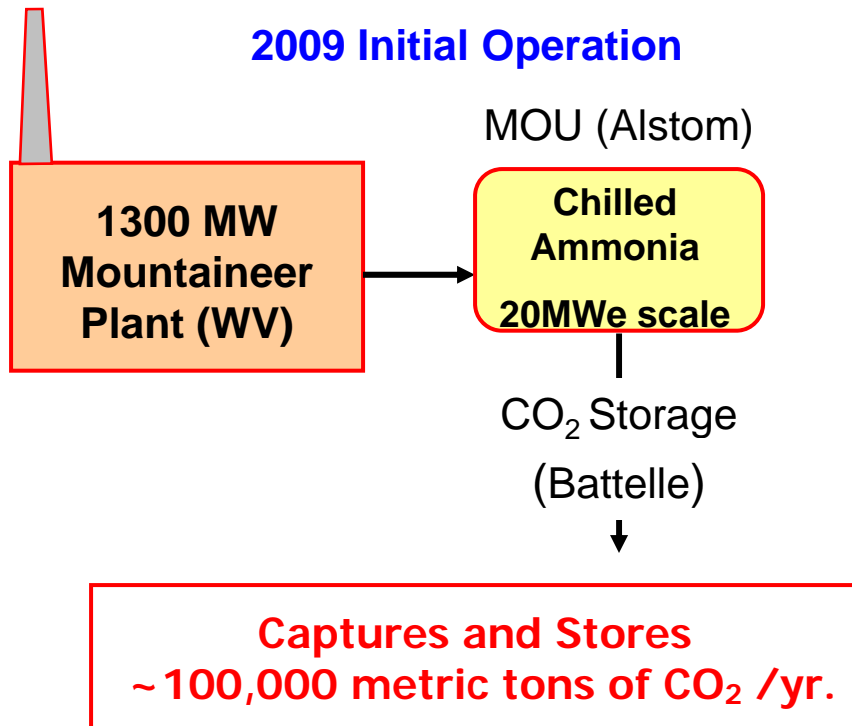 2009 Initial Operation
MOU (Alstom)
1300 MW
Mountaineer
Plant (WV)
Chilled
Ammonia
20MWe scale
CO₂ Storage
(Battelle)
Captures and Stores
~100,000 metric tons of CO₂ /yr.